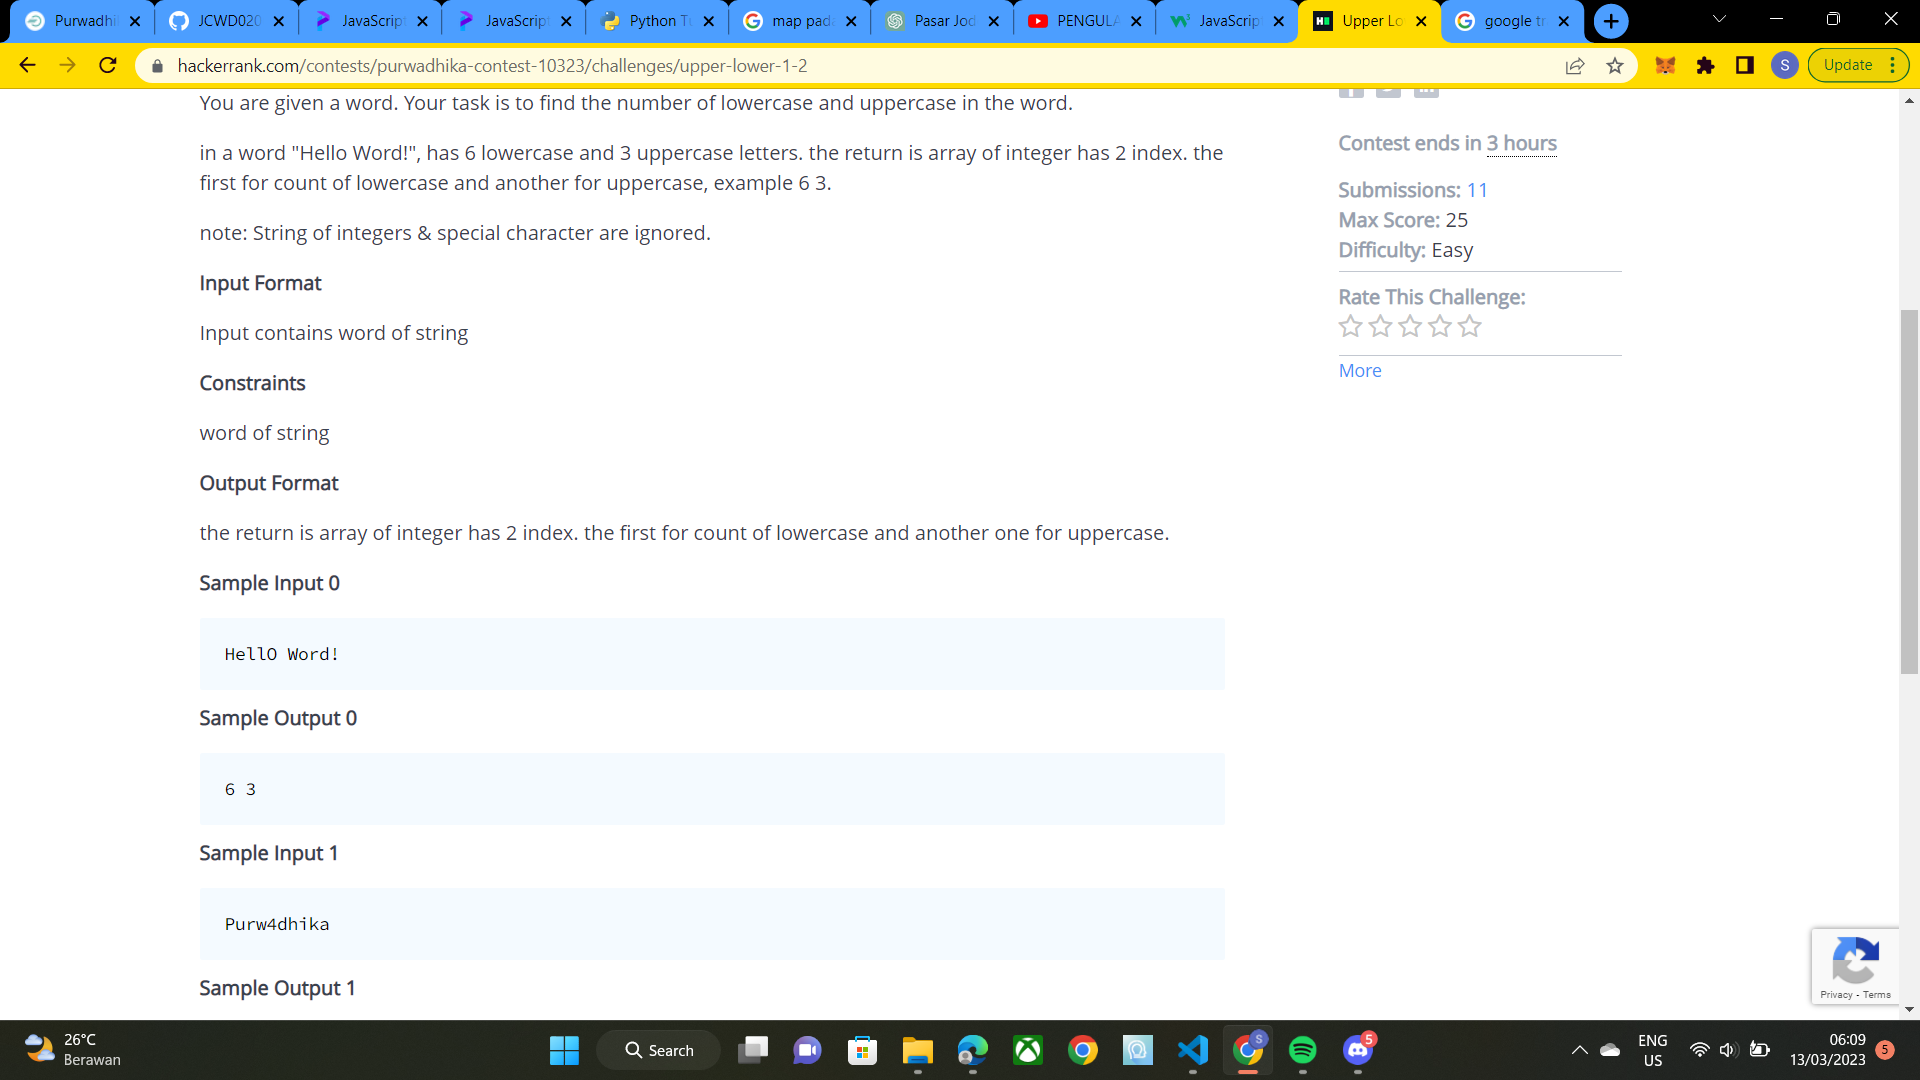 Purwadhi
JCWD020
JavaScript
JavaScript
Python Tu
map pada
Pasar Jod
PENGULA
JavaScrip
Upper Lo
google tr
hackerrank.com/contests/purwadhika-contest-10323/challenges/upper-lower-1-2
S
Update
You are given a word. Your task is to find the number of lowercase and uppercase in the word.
in a word "Hello Word!", has 6 lowercase and 3 uppercase letters. the return is array of integer has 2 index. the
first for count of lowercase and another for uppercase, example 6 3.
note: String of integers & special character are ignored.
Input Format
Input contains word of string
Constraints
word of string
Output Format
the return is array of integer has 2 index. the first for count of lowercase and another one for uppercase.
Sample Input 0
HellO Word!
Sample Output 0
6 3
Sample Input 1
Purw4dhika
Sample Output 1
Contest ends in 3 hours
Submissions: 11
Max Score: 25
Difficulty: Easy
Rate This Challenge:
More
Privacy - Terms
26°C
Berawan
Search
S
5
ENG
US
06:09
13/03/2023
5